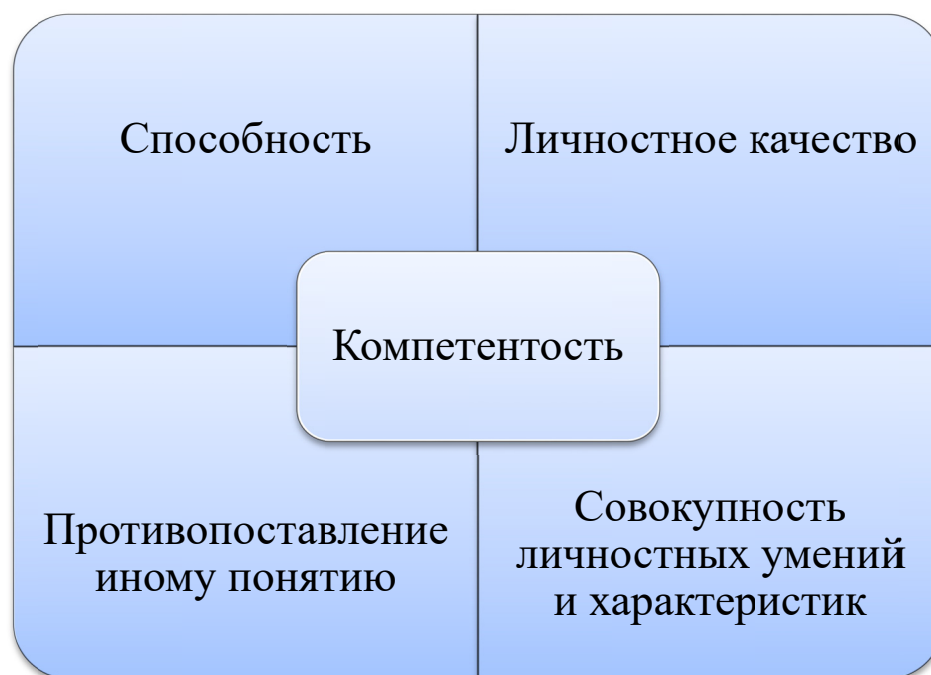 Способность
Личностное качество
Компетентость
Противопоставление
иному понятию
Совокупность
личностных умений
и характеристик